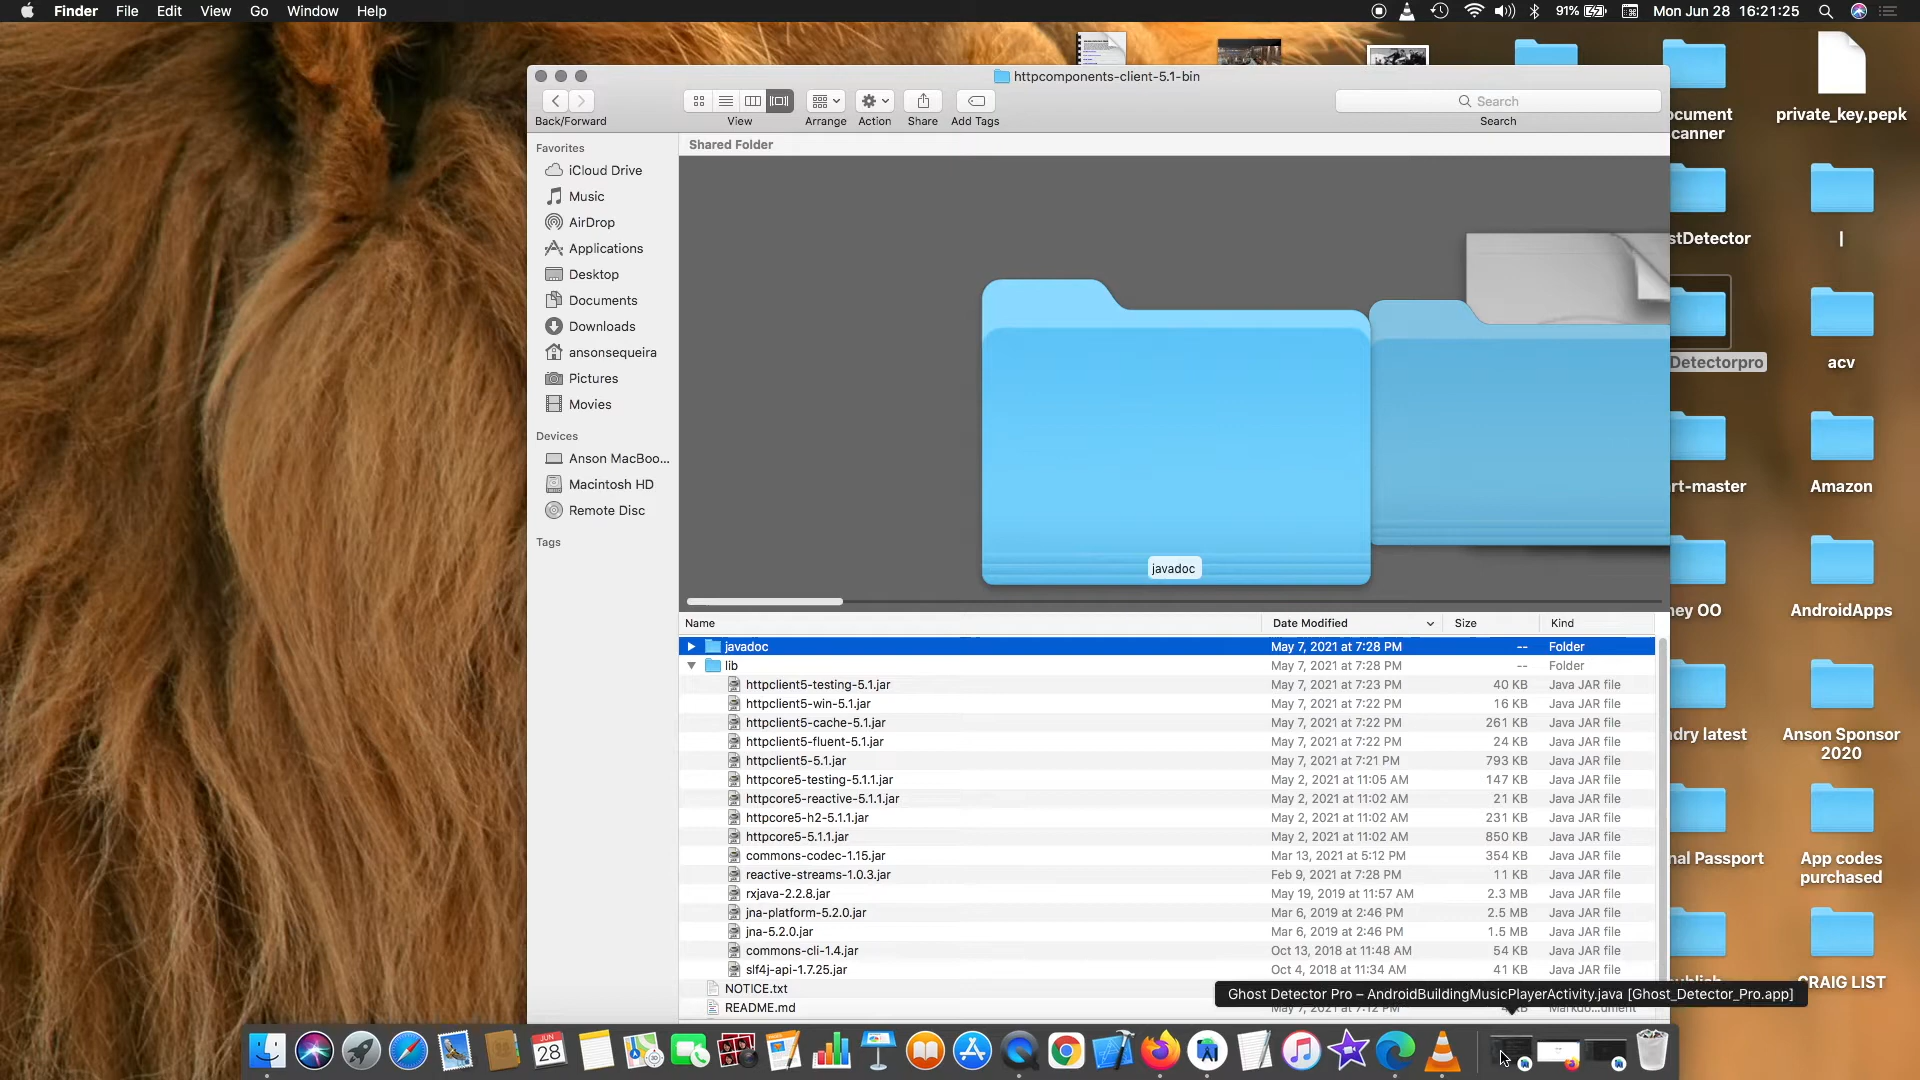 Finder File Edit View Go Window Help
91% Mon Jun 28 16:21:25
httpcomponents-client-5.1-bin
Search
Back/Forward View Arrange Action Share Add Tags Search
Favorites
iCloud Drive
Music
AirDrop
Applications
Desktop
Documents
Downloads
ansonsequeira
Pictures
Movies
Devices
Anson MacBoo...
Macintosh HD
Remote Disc
Tags
Shared Folder
javadoc
Name Date Modified Size Kind
javadoc May 7, 2021 at 7:28 PM -- Folder
lib May 7, 2021 at 7:28 PM -- Folder
httpclient5-testing-5.1.jar May 7, 2021 at 7:23 PM 40 KB Java JAR file
httpclient5-win-5.1.jar May 7, 2021 at 7:22 PM 16 KB Java JAR file
httpclient5-cache-5.1.jar May 7, 2021 at 7:22 PM 261 KB Java JAR file
httpclient5-fluent-5.1.jar May 7, 2021 at 7:22 PM 24 KB Java JAR file
httpclient5-5.1.jar May 7, 2021 at 7:21 PM 793 KB Java JAR file
httpcore5-testing-5.1.1.jar May 2, 2021 at 11:05 AM 147 KB Java JAR file
httpcore5-reactive-5.1.1.jar May 2, 2021 at 11:02 AM 21 KB Java JAR file
httpcore5-h2-5.1.1.jar May 2, 2021 at 11:02 AM 231 KB Java JAR file
httpcore5-5.1.1.jar May 2, 2021 at 11:02 AM 850 KB Java JAR file
commons-codec-1.15.jar Mar 13, 2021 at 5:12 PM 354 KB Java JAR file
reactive-streams-1.0.3.jar Feb 9, 2021 at 7:28 PM 11 KB Java JAR file
rxjava-2.2.8.jar May 19, 2019 at 11:57 AM 2.3 MB Java JAR file
jna-platform-5.2.0.jar Mar 6, 2019 at 2:46 PM 2.5 MB Java JAR file
jna-5.2.0.jar Mar 6, 2019 at 2:46 PM 1.5 MB Java JAR file
commons-cli-1.4.jar Oct 13, 2018 at 11:48 AM 54 KB Java JAR file
slf4j-api-1.7.25.jar Oct 4, 2018 at 11:34 AM 41 KB Java JAR file
NOTICE.txt
README.md
Ghost Detector Pro – AndroidBuildingMusicPlayerActivity.java [Ghost_Detector_Pro.app]
private_key.pepk
ocument
canner
stDetector
|
Detectorpro
acv
rt-master
Amazon
ney OO
AndroidApps
ndry latest
Anson Sponsor
2020
nal Passport
App codes
purchased
CRAIG LIST
JUN
28